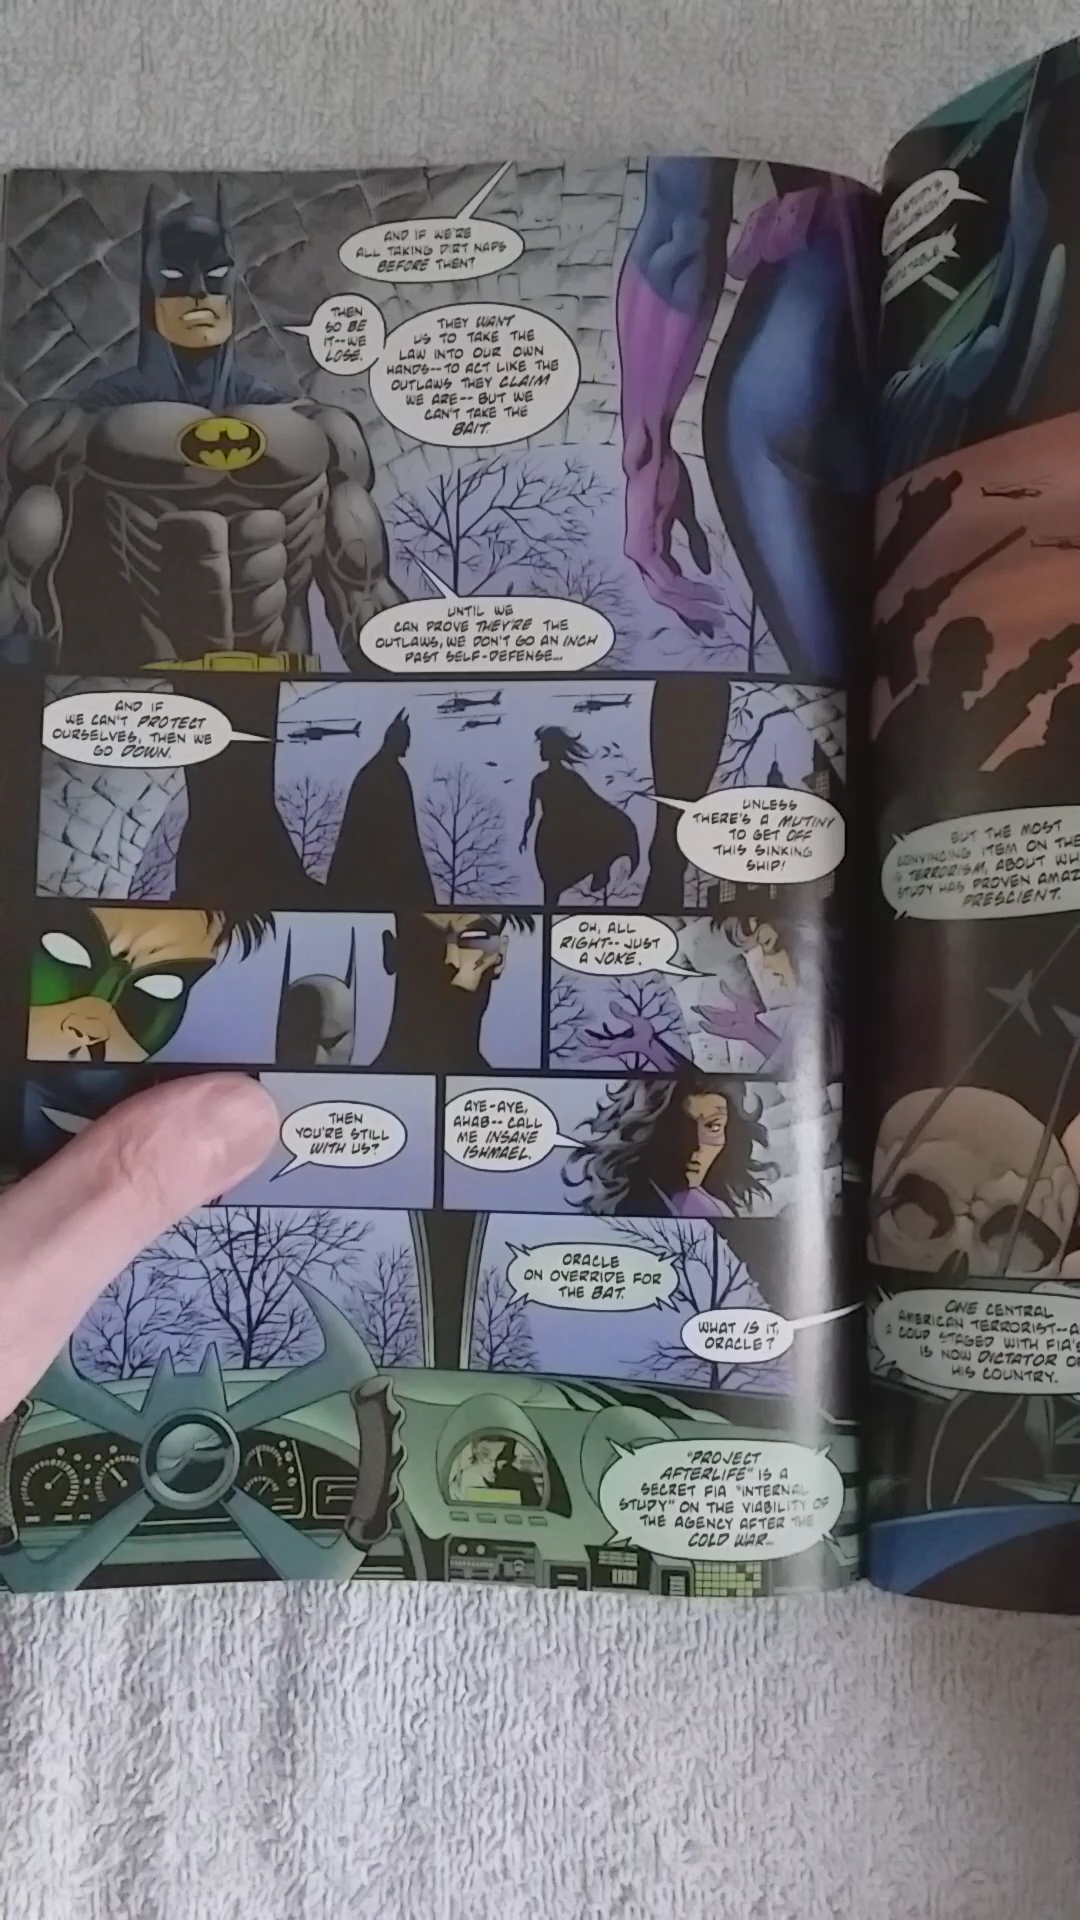 AND IF WE'RE
ALL TAKING DIRT NAPS
BEFORE THEN?
THEN
SO BE
IT--WE
LOSE.
THEY WANT
US TO TAKE THE
LAW INTO OUR OWN
HANDS--TO ACT LIKE THE
OUTLAWS THEY CLAIM
WE ARE--BUT WE
CAN'T TAKE THE
BAIT.
UNTIL WE
CAN PROVE THEY'RE THE
OUTLAWS, WE DON'T GO AN INCH
PAST SELF-DEFENSE...
AND IF
WE CAN'T PROTECT
OURSELVES, THEN WE
GO DOWN.
UNLESS
THERE'S A MUTINY
TO GET OFF
THIS SINKING
SHIP!
OH, ALL
RIGHT--JUST
A JOKE.
THEN
YOU'RE STILL
WITH US?
AYE-AYE,
AHAB--CALL
ME INSANE
ISHMAEL.
ORACLE
ON OVERRIDE FOR
THE BAT.
WHAT IS IT,
ORACLE?
"PROJECT
AFTERLIFE" IS A
SECRET FIA "INTERNAL
STUDY" ON THE VIABILITY OF
THE AGENCY AFTER THE
COLD WAR...
STUDY'S
BUT THE MOST
CONVINCING ITEM ON THE
IS TERRORISM, ABOUT
STUDY HAS PROVEN
PRESCIENT.
ONE CENTRAL
AMERICAN TERRORIST--
A COUP STAGED WITH FIA'S
IS NOW DICTATOR
HIS COUNTRY.